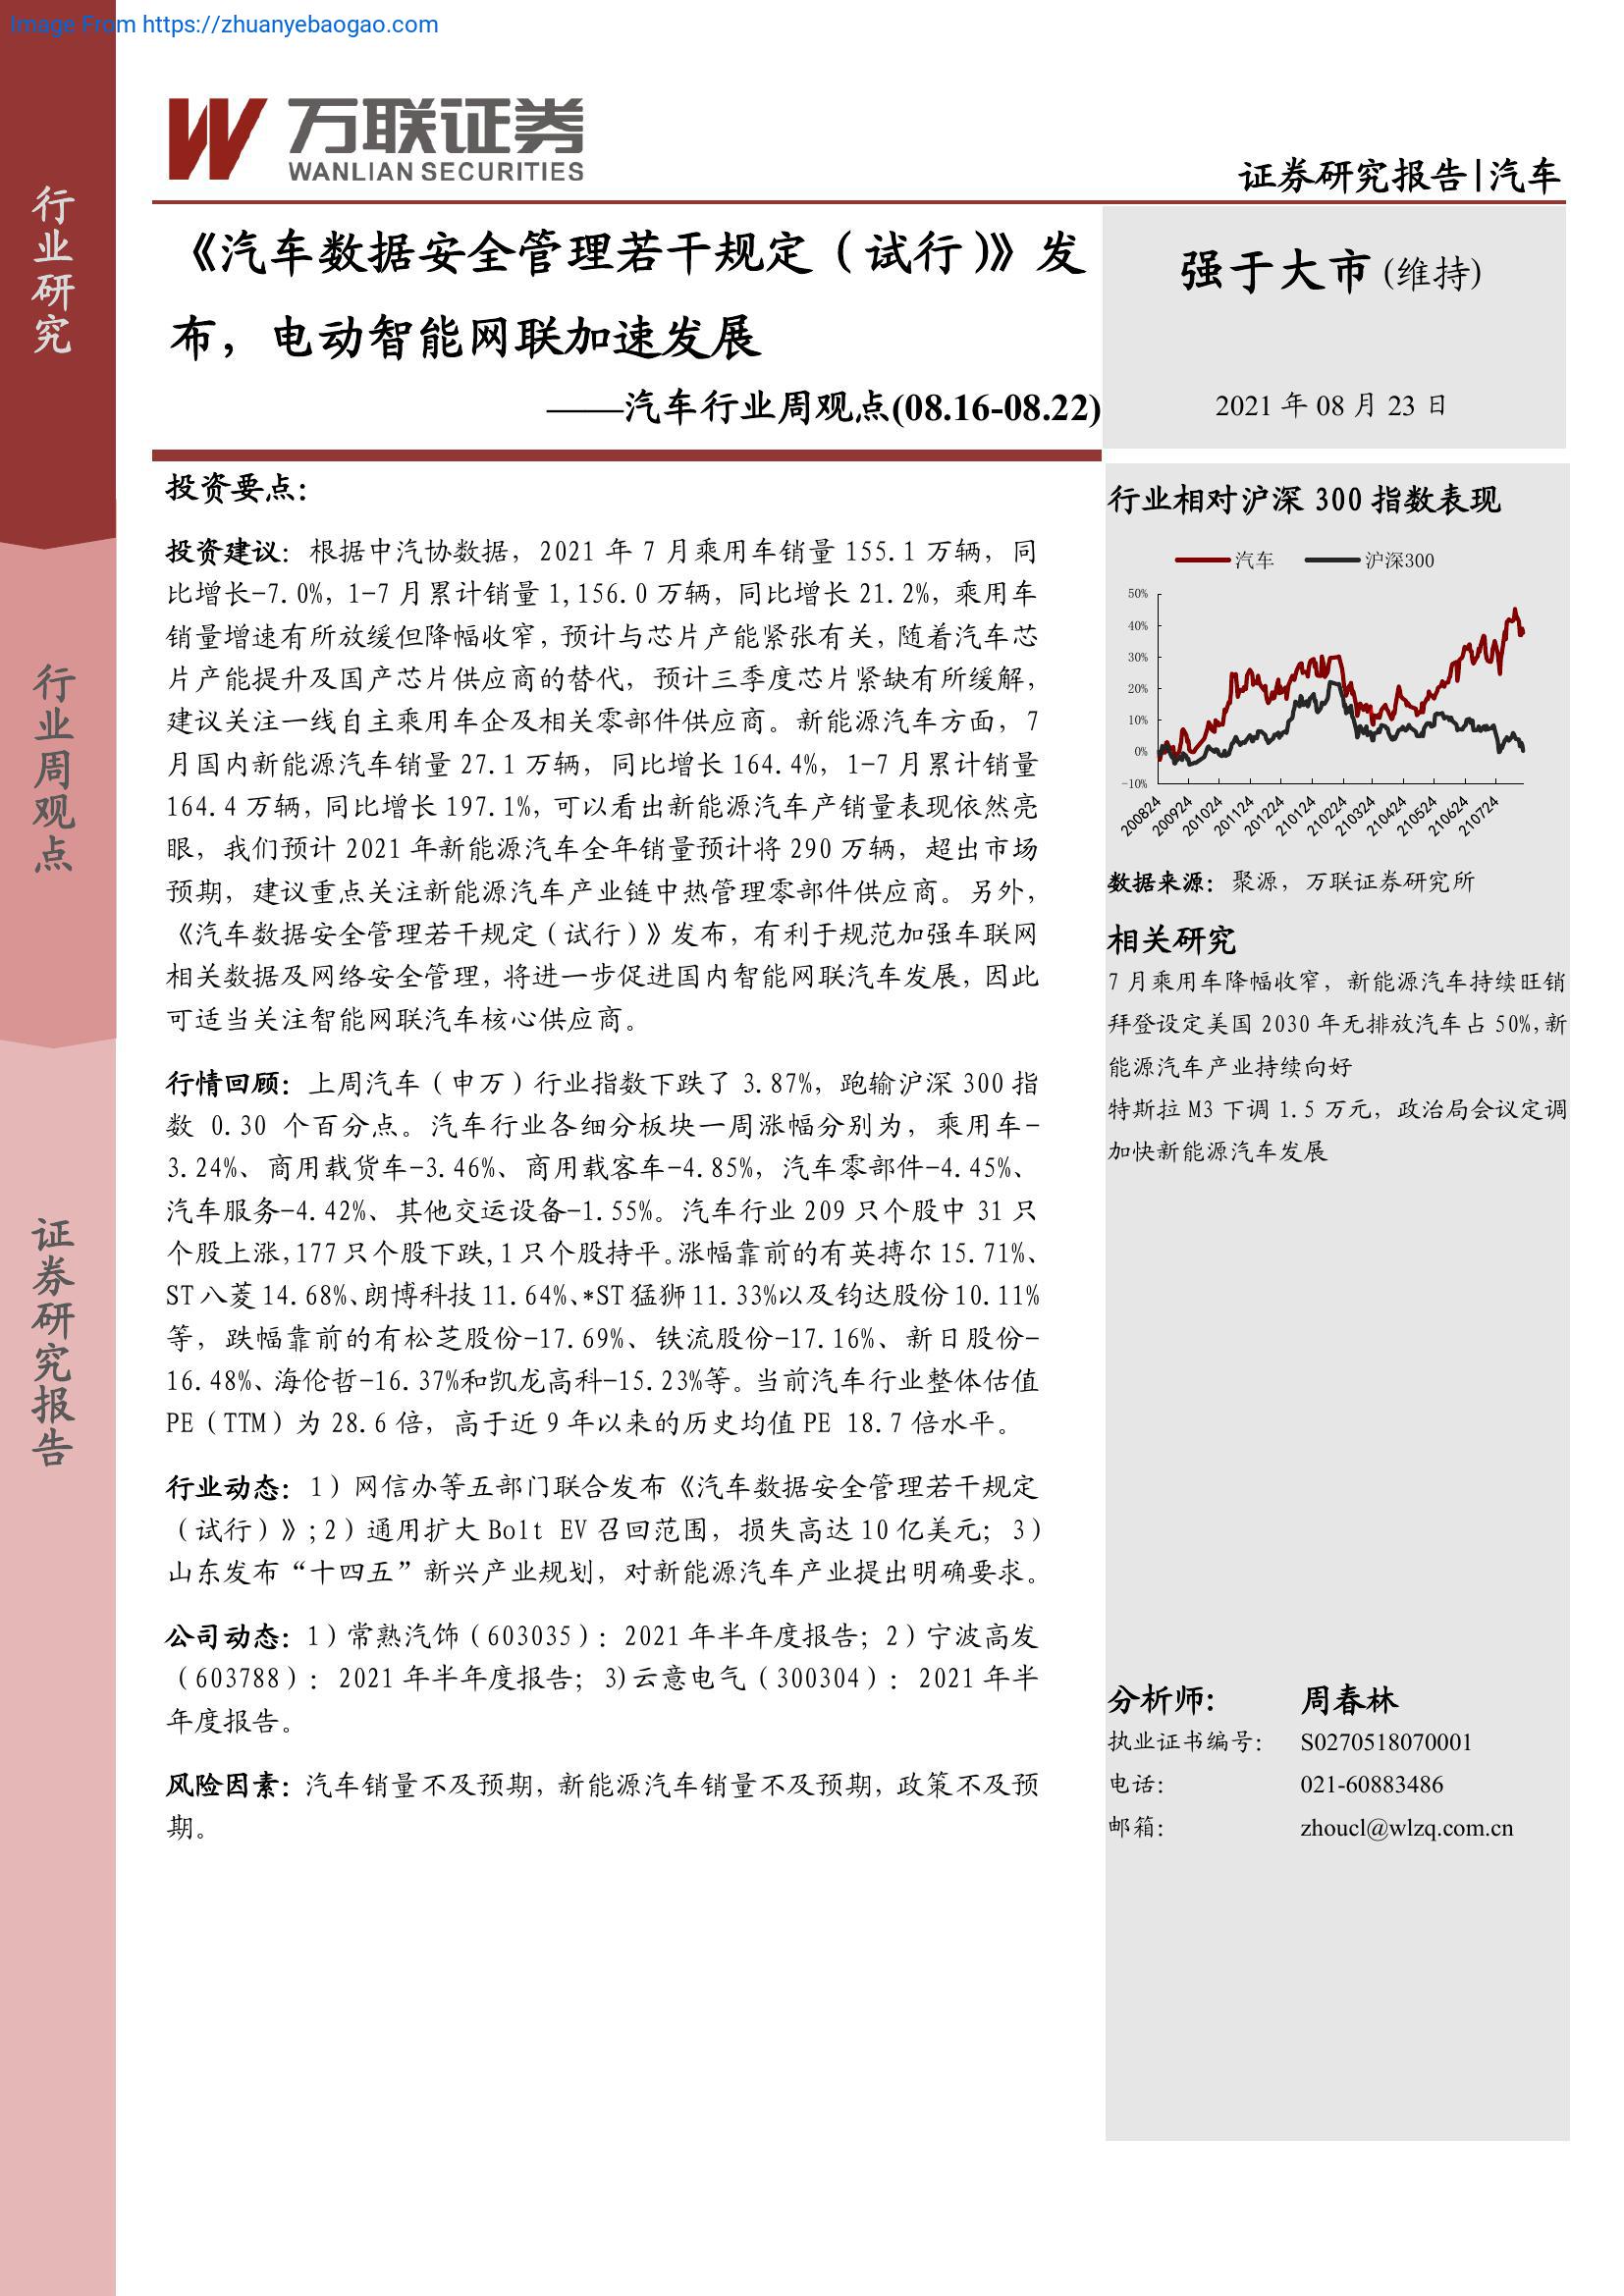 Image From https://zhuanyebaogao.com
行业研究
行业周观点
证券研究报告
万联证券
WANLIAN SECURITIES
证券研究报告|汽车
《汽车数据安全管理若干规定（试行）》发
布，电动智能网联加速发展
——汽车行业周观点(08.16-08.22)
强于大市(维持)
2021 年 08 月 23 日
投资要点：
投资建议：根据中汽协数据，2021 年 7 月乘用车销量 155.1 万辆，同
比增长-7.0%，1-7 月累计销量 1,156.0 万辆，同比增长 21.2%，乘用车
销量增速有所放缓但降幅收窄，预计与芯片产能紧张有关，随着汽车芯
片产能提升及国产芯片供应商的替代，预计三季度芯片紧缺有所缓解，
建议关注一线自主乘用车企及相关零部件供应商。新能源汽车方面，7
月国内新能源汽车销量 27.1 万辆，同比增长 164.4%，1-7 月累计销量
164.4 万辆，同比增长 197.1%，可以看出新能源汽车产销量表现依然亮
眼，我们预计 2021 年新能源汽车全年销量预计将 290 万辆，超出市场
预期，建议重点关注新能源汽车产业链中热管理零部件供应商。另外，
《汽车数据安全管理若干规定（试行）》发布，有利于规范加强车联网
相关数据及网络安全管理，将进一步促进国内智能网联汽车发展，因此
可适当关注智能网联汽车核心供应商。
行情回顾：上周汽车（申万）行业指数下跌了 3.87%，跑输沪深 300 指
数 0.30 个百分点。汽车行业各细分板块一周涨幅分别为，乘用车-
3.24%、商用载货车-3.46%、商用载客车-4.85%，汽车零部件-4.45%、
汽车服务-4.42%、其他交运设备-1.55%。汽车行业 209 只个股中 31 只
个股上涨，177 只个股下跌，1 只个股持平。涨幅靠前的有英搏尔 15.71%、
ST 八菱 14.68%、朗博科技 11.64%、*ST 猛狮 11.33%以及钧达股份 10.11%
等，跌幅靠前的有松芝股份-17.69%、铁流股份-17.16%、新日股份-
16.48%、海伦哲-16.37%和凯龙高科-15.23%等。当前汽车行业整体估值
PE（TTM）为 28.6 倍，高于近 9 年以来的历史均值 PE 18.7 倍水平。
行业动态：1）网信办等五部门联合发布《汽车数据安全管理若干规定
（试行）》；2）通用扩大 Bolt EV 召回范围，损失高达 10 亿美元；3）
山东发布“十四五”新兴产业规划，对新能源汽车产业提出明确要求。
公司动态：1）常熟汽饰（603035）：2021 年半年度报告；2）宁波高发
（603788）：2021 年半年度报告；3)云意电气（300304）：2021 年半
年度报告。
风险因素：汽车销量不及预期，新能源汽车销量不及预期，政策不及预
期。
行业相对沪深 300 指数表现
汽车 沪深300
50%
40%
30%
20%
10%
0%
-10%
200824 200924 201024 201124 201224 210124 210224 210324 210424 210524 210624 210724
数据来源：聚源，万联证券研究所
相关研究
7 月乘用车降幅收窄，新能源汽车持续旺销
拜登设定美国 2030 年无排放汽车占 50%，新
能源汽车产业持续向好
特斯拉 M3 下调 1.5 万元，政治局会议定调
加快新能源汽车发展
分析师： 周春林
执业证书编号： S0270518070001
电话： 021-60883486
邮箱： zhoucl@wlzq.com.cn